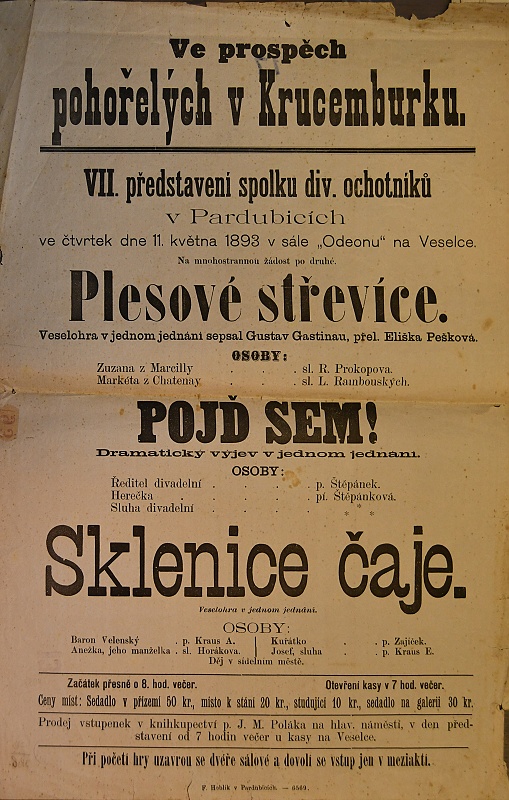 Ve prospěch
pohořelých v Krucemburku.
VII. představení spolku div. ochotníků
v Pardubicích
ve čtvrtek dne 11. května 1893 v sále „Odeonu“ na Veselce.
Na mnohostrannou žádost po druhé.
Plesové střevíce.
Veselohra v jednom jednání sepsal Gustav Gastinau, přel. Eliška Pešková.
OSOBY:
Zuzana z Marcilly . . . sl. R. Prokopova.
Markéta z Chatenay . . . sl. L. Rambouských.
POJĎ SEM!
Dramatický výjev v jednom jednání.
OSOBY:
Ředitel divadelní . . . . p. Štěpánek.
Herečka . . . . . pí. Štěpánková.
Sluha divadelní . . . . * * *
Sklenice čaje.
Veselohra v jednom jednání.
OSOBY:
Baron Velenský . p. Kraus A. Kuřátko . . p. Zajíček.
Anežka, jeho manželka . sl. Horákova. Josef, sluha . . p. Kraus E.
Děj v sídelním městě.
Začátek přesně o 8. hod. večer. Otevření kasy v 7 hod. večer.
Ceny míst: Sedadlo v přízemí 50 kr., místo k stání 20 kr., studující 10 kr., sedadlo na galerii 30 kr.
Prodej vstupenek v knihkupectví p. J. M. Poláka na hlav. náměstí, v den před-
stavení od 7 hodin večer u kasy na Veselce.
Při početí hry uzavrou se dvéře sálové a dovolí se vstup jen v meziaktí.
F. Hoblík v Pardubicích. — 6569.